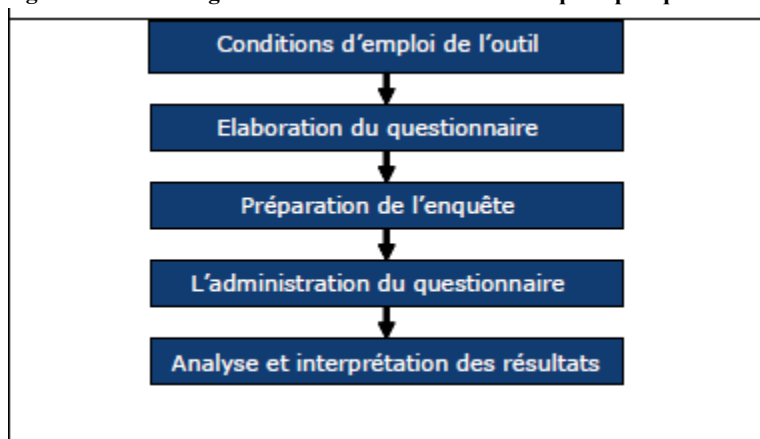 Conditions d'emploi de l'outil
Elaboration du questionnaire
Préparation de l'enquête
L'administration du questionnaire
Analyse et interprétation des résultats